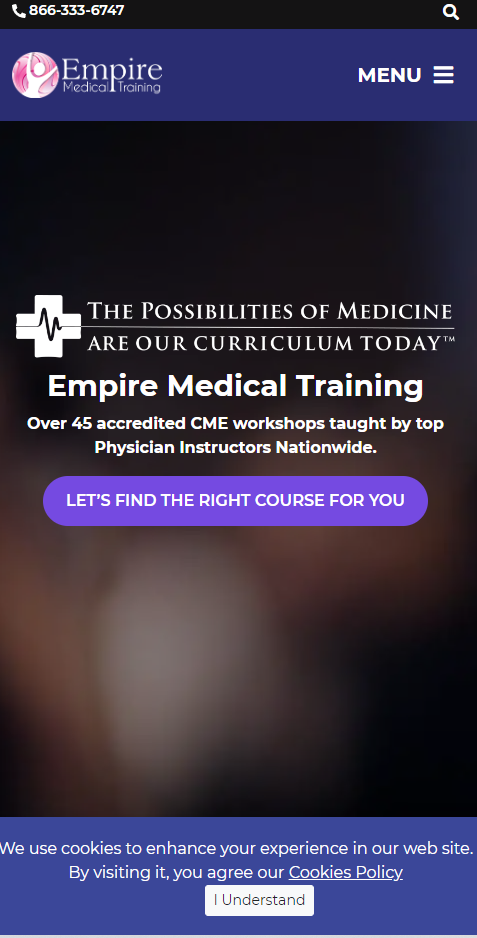 866-333-6747
Empire
Medical Training
MENU
THE POSSIBILITIES OF MEDICINE
ARE OUR CURRICULUM TODAY™
Empire Medical Training
Over 45 accredited CME workshops taught by top
Physician Instructors Nationwide.
LET’S FIND THE RIGHT COURSE FOR YOU
We use cookies to enhance your experience in our web site.
By visiting it, you agree our Cookies Policy
I Understand